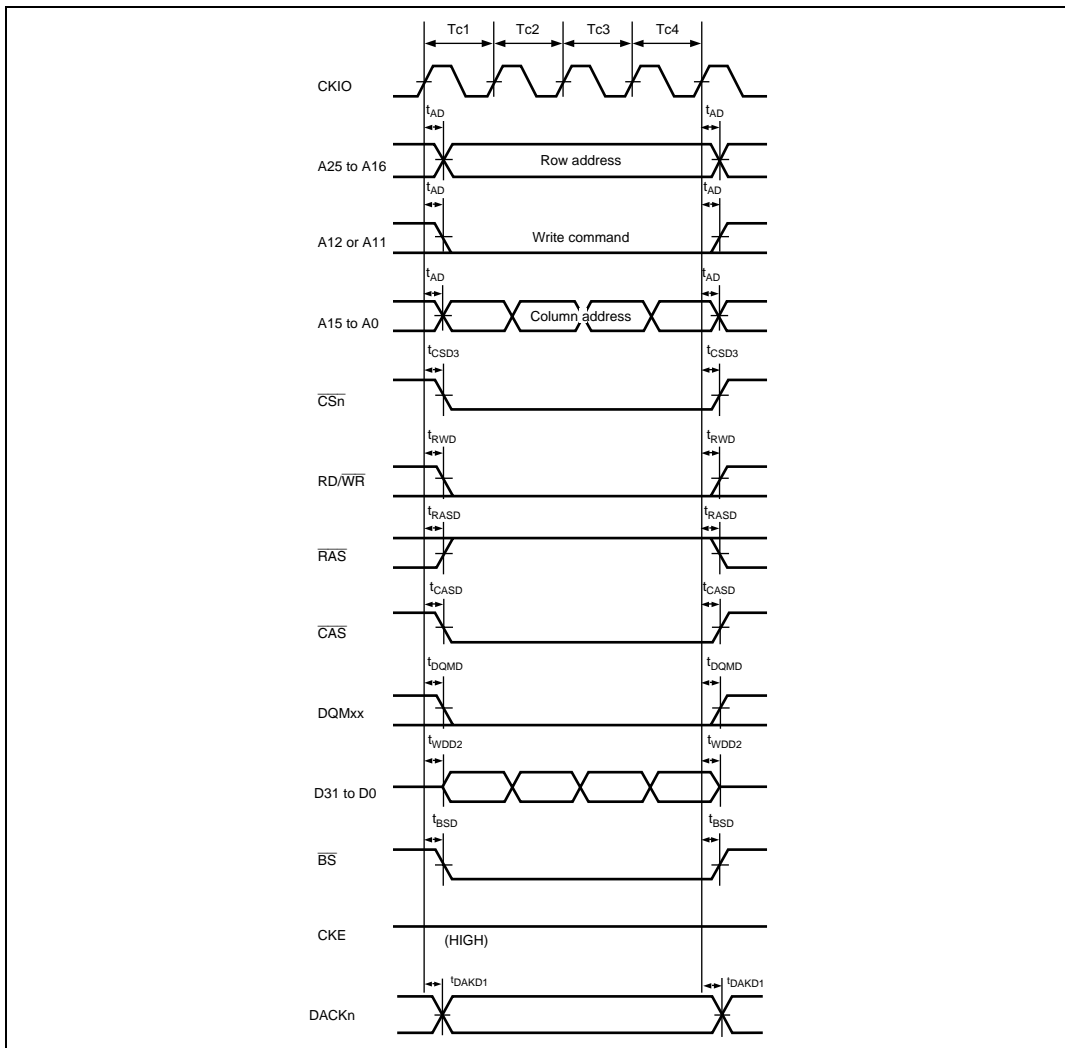 Tc1 Tc2 Tc3 Tc4
CKIO
tAD tAD
A25 to A16 Row address
tAD tAD
A12 or A11 Write command
tAD tAD
A15 to A0 Column address
tCSD3 tCSD3
CSn
tRWD tRWD
RD/WR
tRASD tRASD
RAS
tCASD tCASD
CAS
tDQMD tDQMD
DQMxx
tWDD2 tWDD2
D31 to D0
tBSD tBSD
BS
CKE (HIGH)
tDAKD1 tDAKD1
DACKn